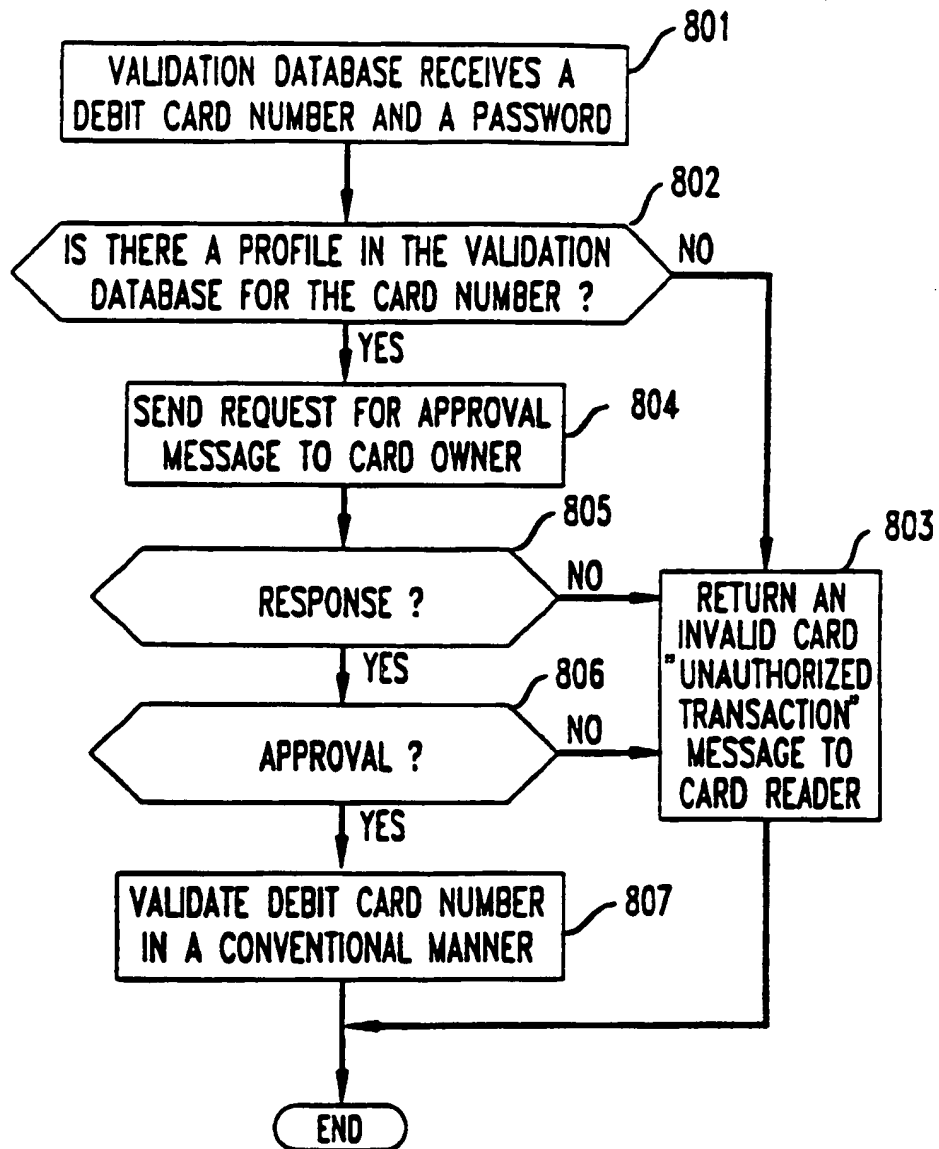 801
VALIDATION DATABASE RECEIVES A
DEBIT CARD NUMBER AND A PASSWORD
802
IS THERE A PROFILE IN THE VALIDATION
DATABASE FOR THE CARD NUMBER ?
NO
YES
SEND REQUEST FOR APPROVAL
MESSAGE TO CARD OWNER
804
805
RESPONSE ?
NO
803
RETURN AN
INVALID CARD
"UNAUTHORIZED
TRANSACTION"
MESSAGE TO
CARD READER
YES
806
APPROVAL ?
NO
YES
VALIDATE DEBIT CARD NUMBER
IN A CONVENTIONAL MANNER
807
END